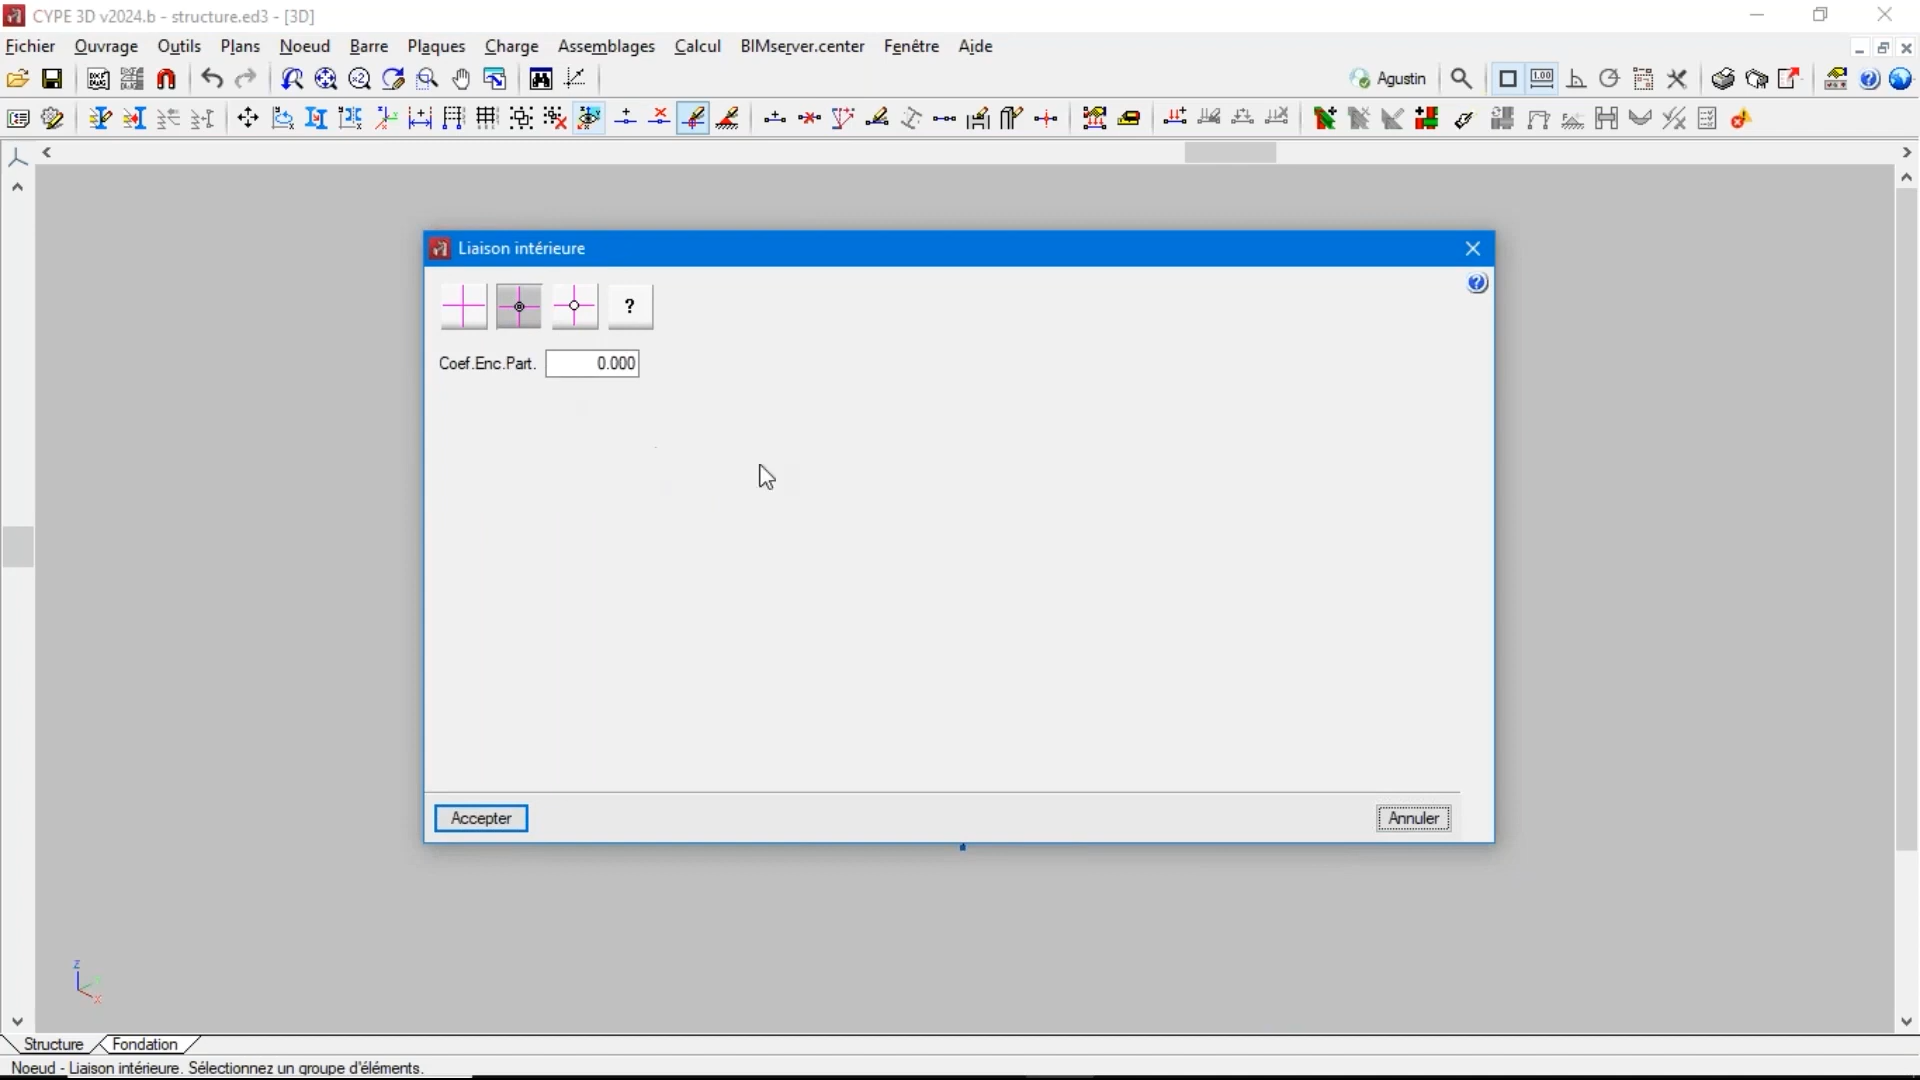 CYPE 3D v2024.b - structure.ed3 - [3D]
Fichier Ouvrage Outils Plans Noeud Barre Plaques Charge Assemblages Calcul BIMserver.center Fenêtre Aide
Agustin
Liaison intérieure
?
Coef.Enc.Part. 0.000
Accepter Annuler
z
x
Structure Fondation
Noeud - Liaison intérieure. Sélectionnez un groupe d'éléments.